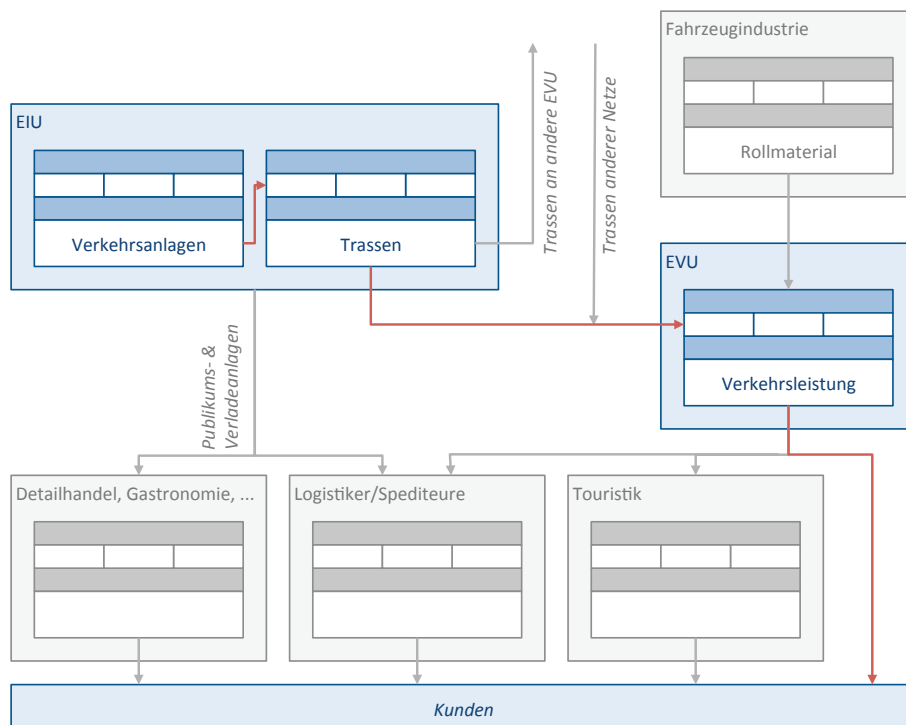 Fahrzeugindustrie
Rollmaterial
Trassen an andere EVU
Trassen anderer Netze
EIU
Verkehrsanlagen
Trassen
EVU
Verkehrsleistung
Publikums- &
Verladeanlagen
Detailhandel, Gastronomie, ...
Logistiker/Spediteure
Touristik
Kunden